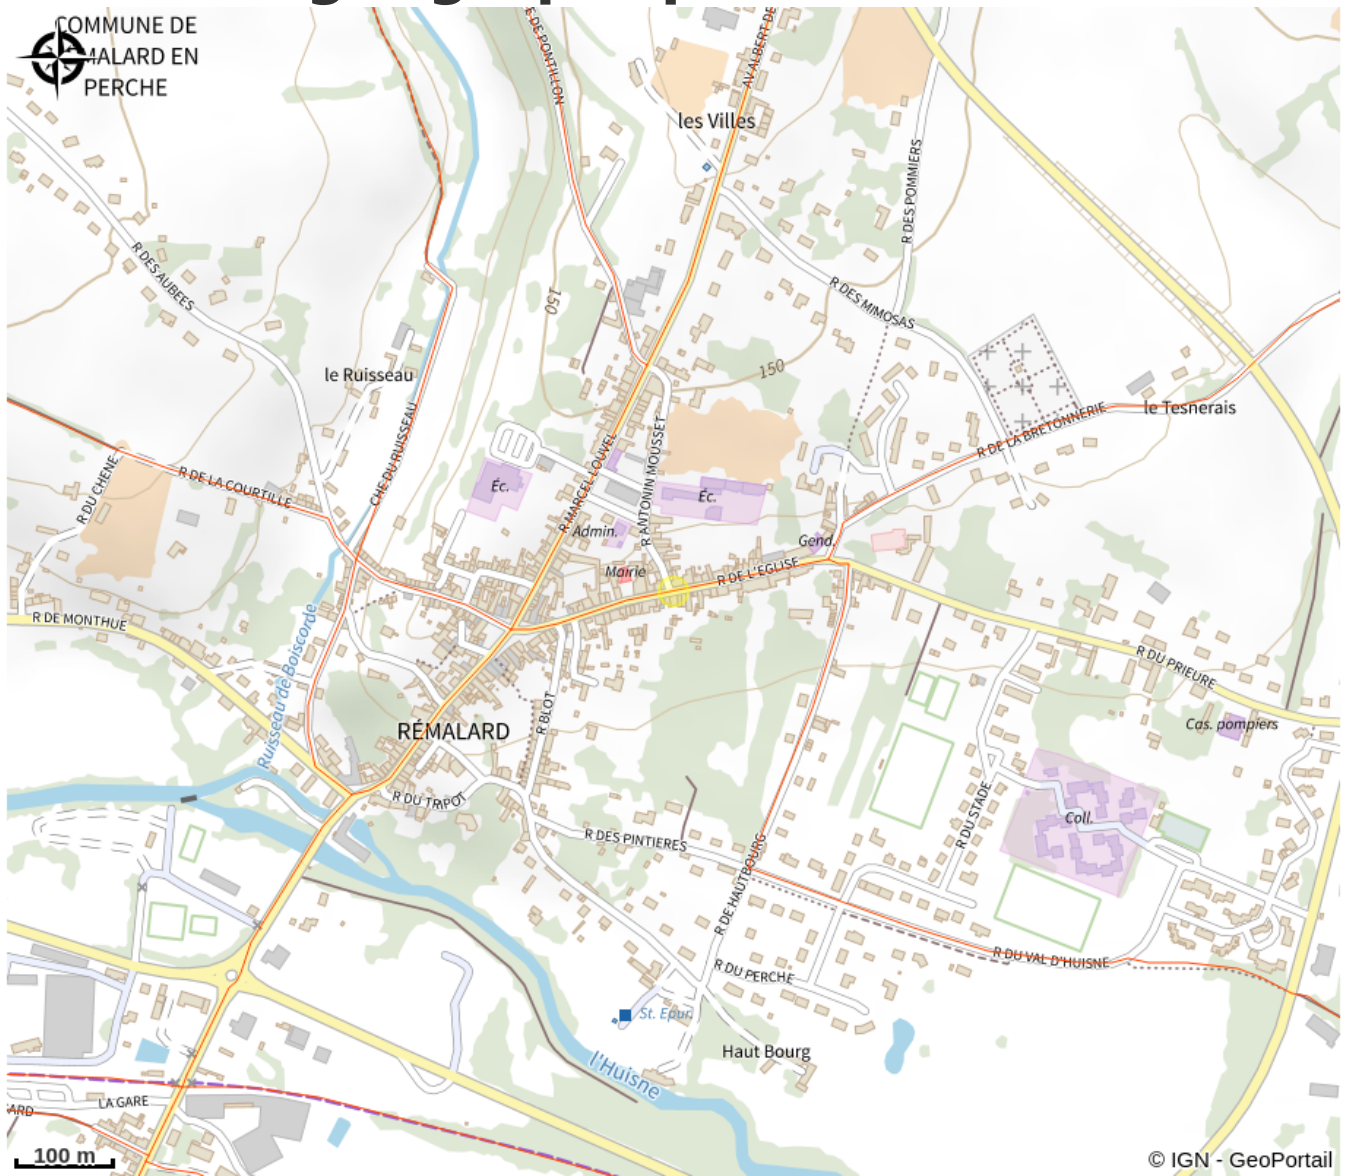 COMMUNE DE
MALARD EN
PERCHE
E DE PONTILLON
AV ALBERT DE
les Villes
R DES POMMIERS
R DES AUBEES
R DES MIMOSAS
150
150
le Ruisseau
le Tesnerais
R DE LA BRETONNERIE
CHE DU RUISSEAU
R MARCEL LOUVEL
R ANTONIN MOUSSET
R DU CHENE
R DE LA COURTILLE
Éc.
Éc.
Admin.
Gend.
Mairie
R DE L'EGLISE
R DE MONTHUE
Ruisseau de Boiscorde
R DU PRIEURE
R BLOT
RÉMALARD
Cas. pompiers
R DU TRIPOT
R DES PINTIERES
R DU STADE
Coll.
R DE HAUTBOURG
R DU VAL D'HUISNE
R DU PERCHE
St. Epur.
Haut Bourg
l'Huisne
LA GARE
ARD
100 m
© IGN - GeoPortail